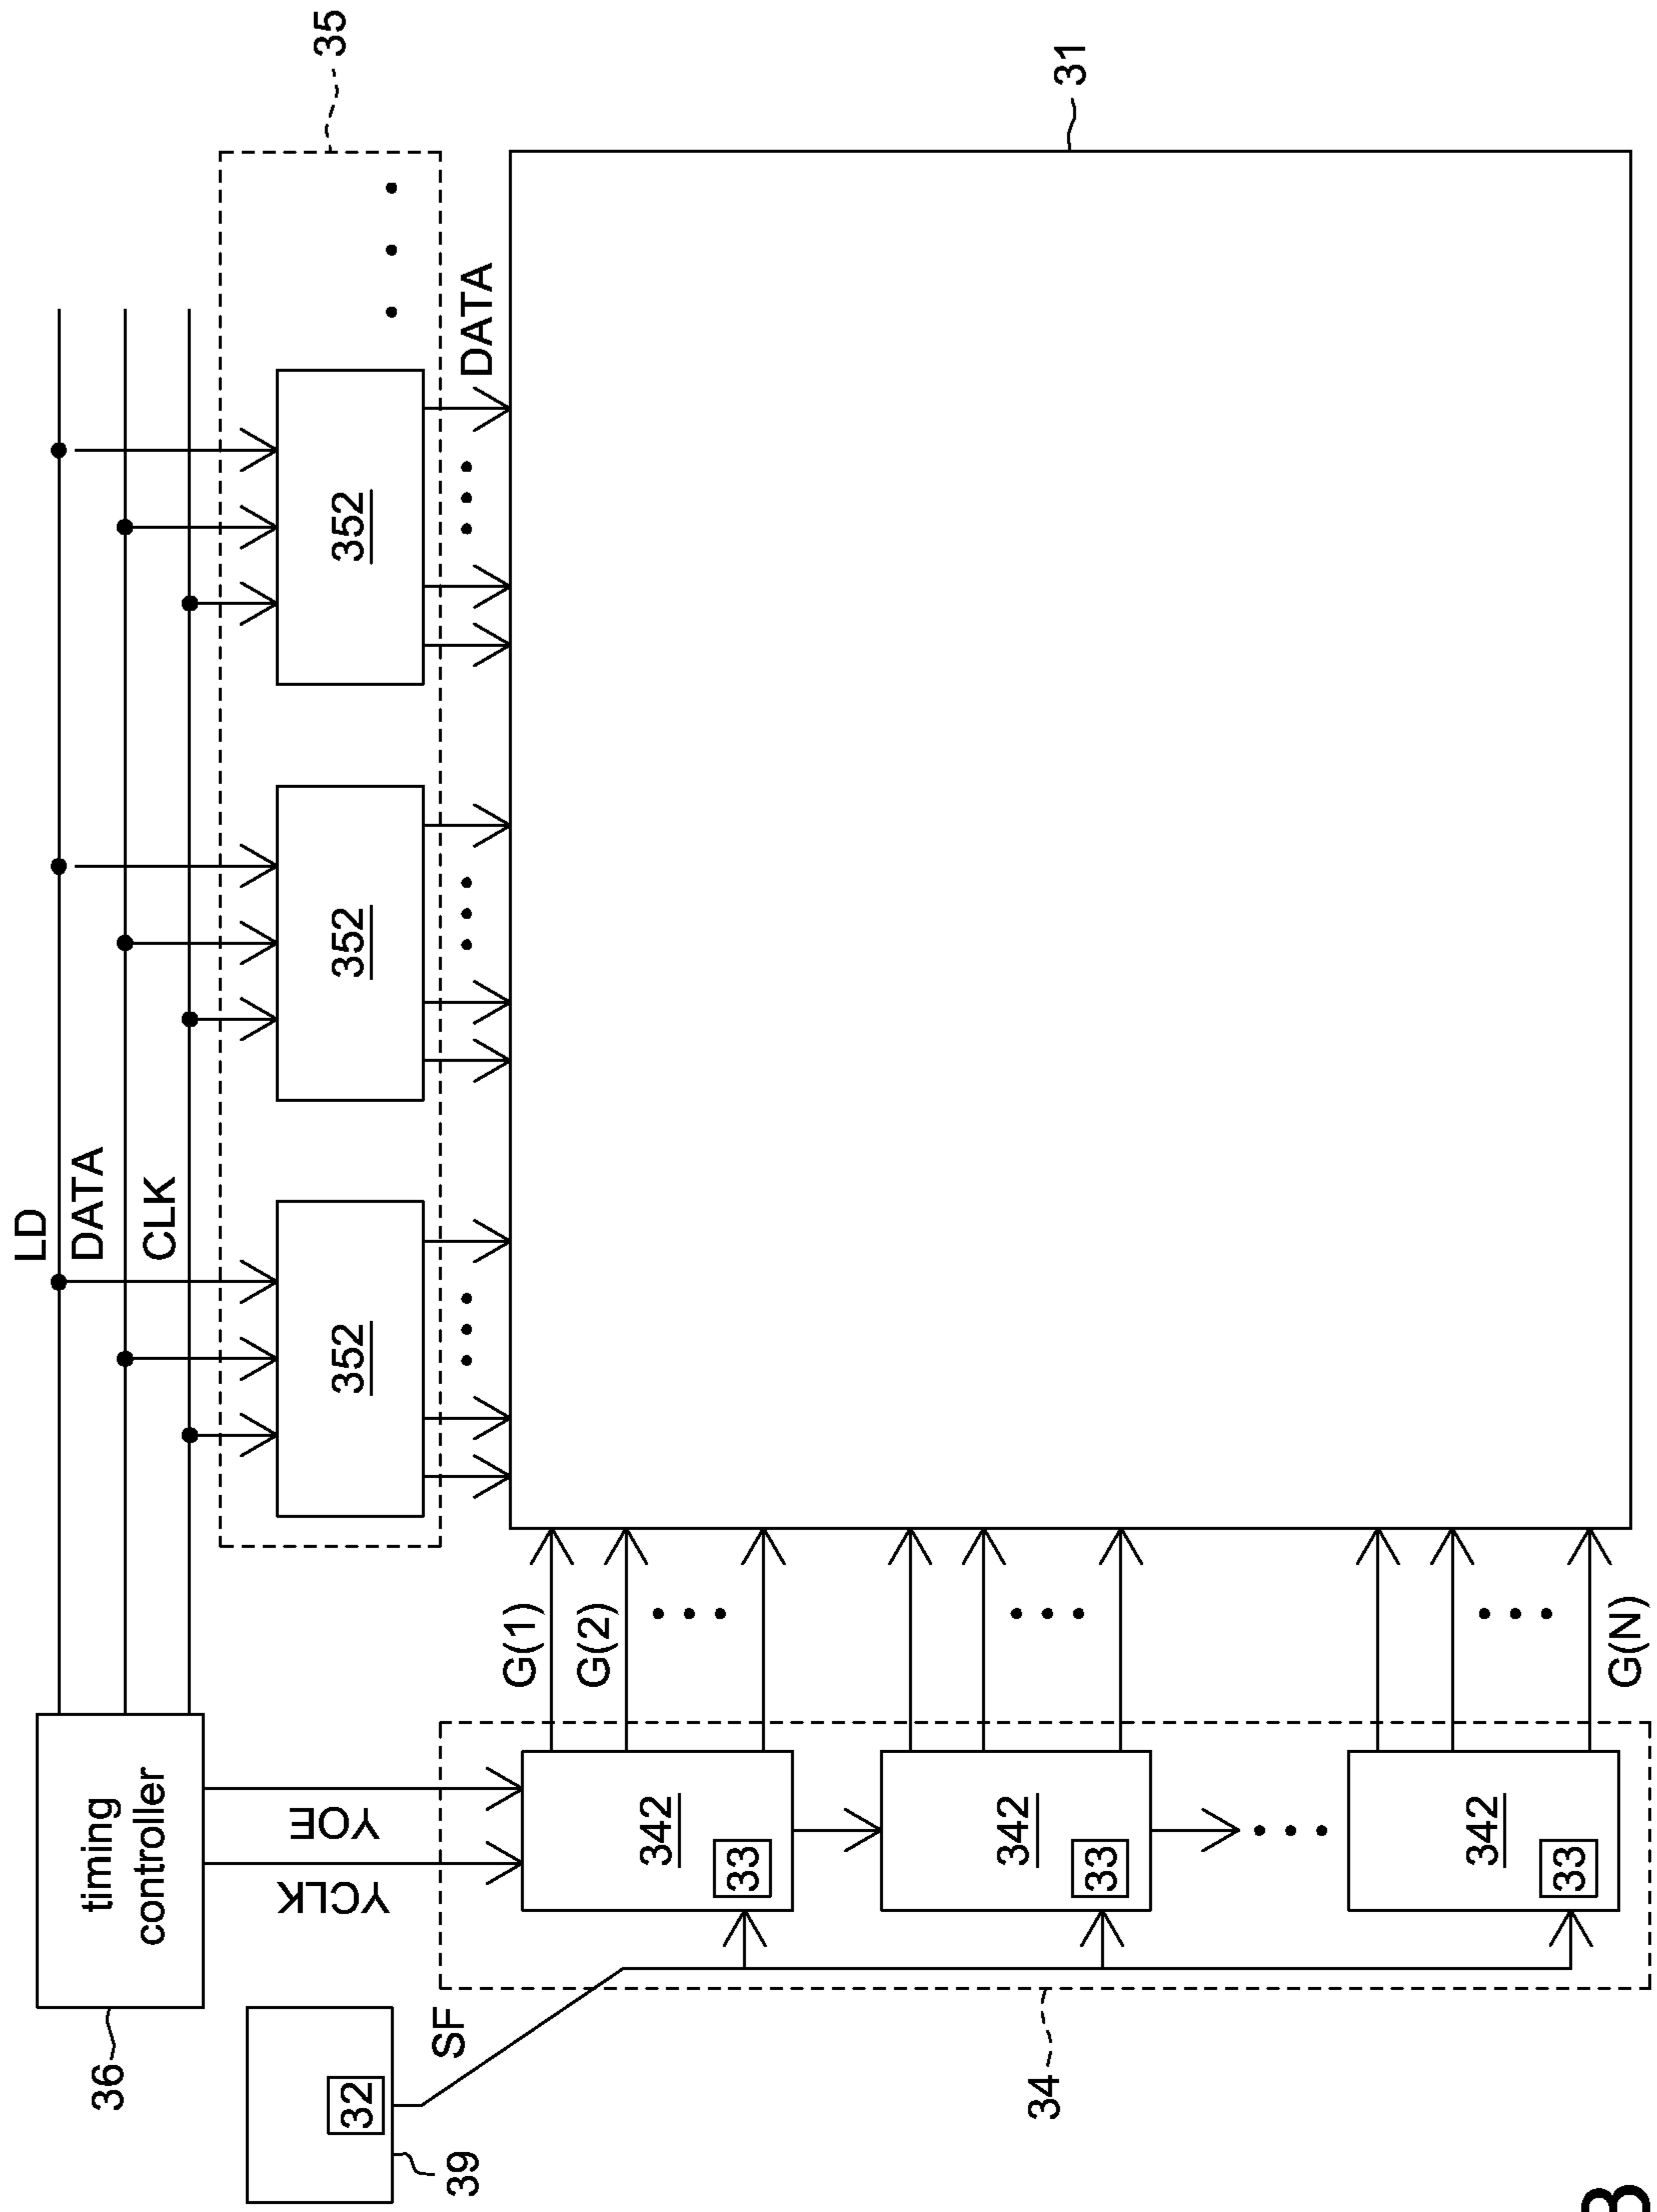 LD
DATA
CLK
35
timing
controller
36
352
352
352
32
39
YCLK
YOE
SF
DATA
31
G(1)
G(2)
G(N)
342
33
342
33
342
33
34
3